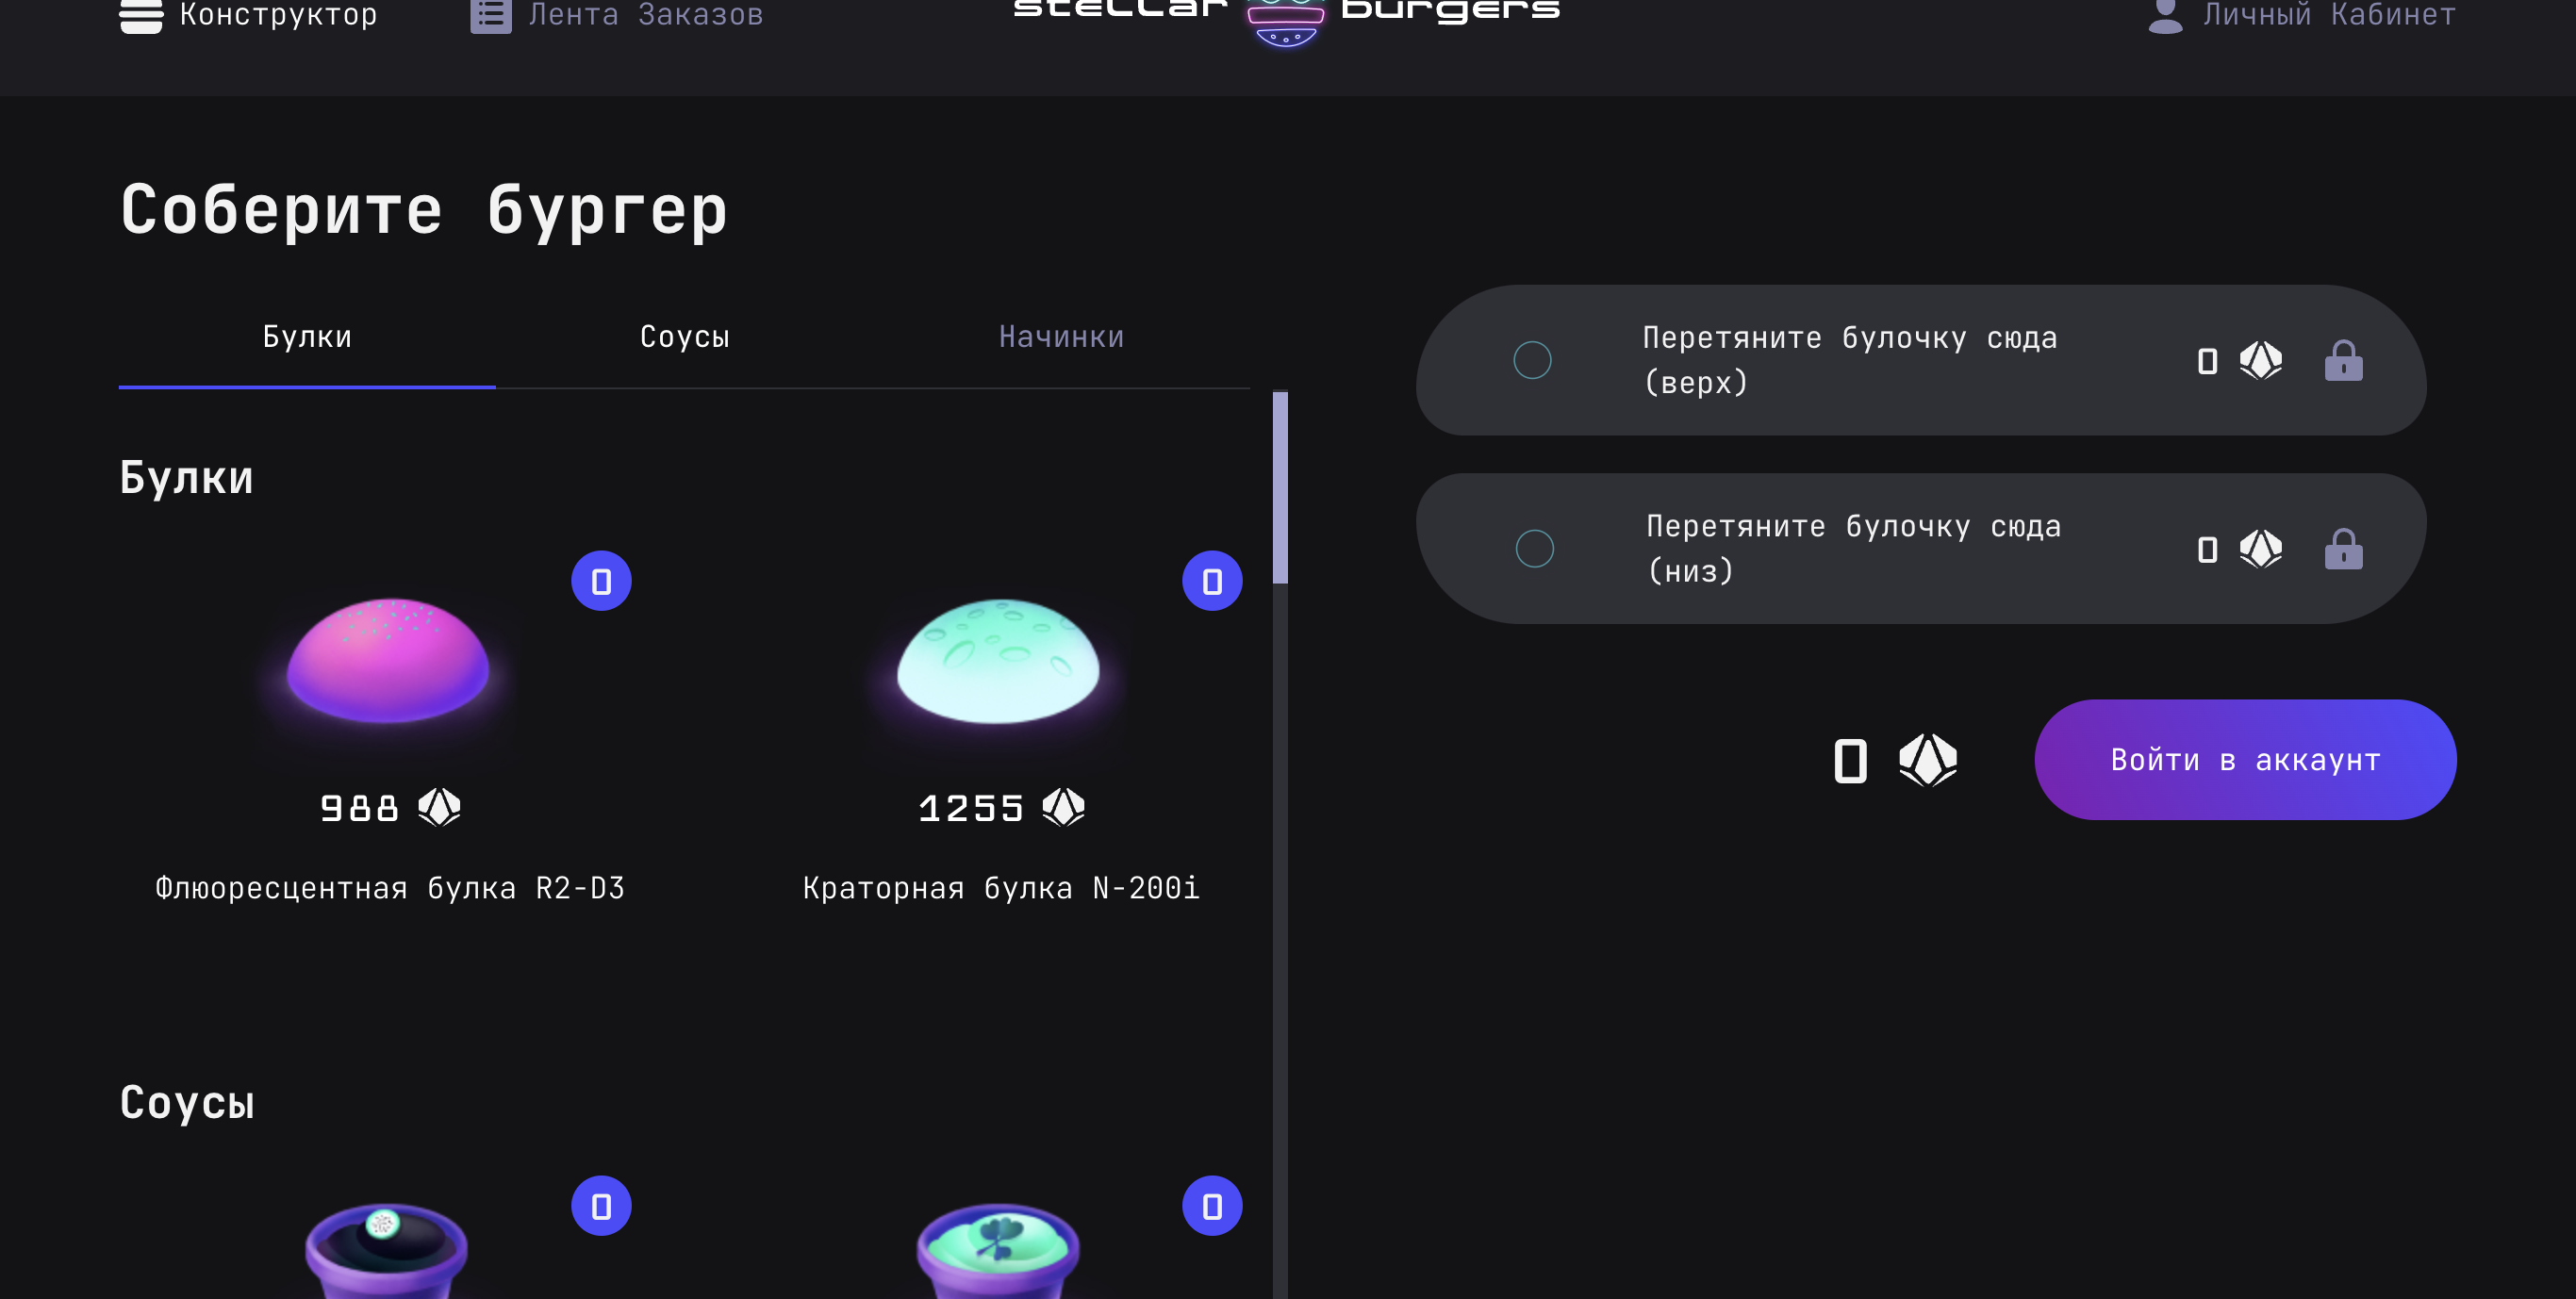 Конструктор
Лента Заказов
stellar burgers
Личный Кабинет
Соберите бургер
Булки
Соусы
Начинки
Булки
0
0
988
1255
Флюоресцентная булка R2-D3
Краторная булка N-200i
Соусы
0
0
Перетяните булочку сюда
(верх)
0
Перетяните булочку сюда
(низ)
0
0
Войти в аккаунт